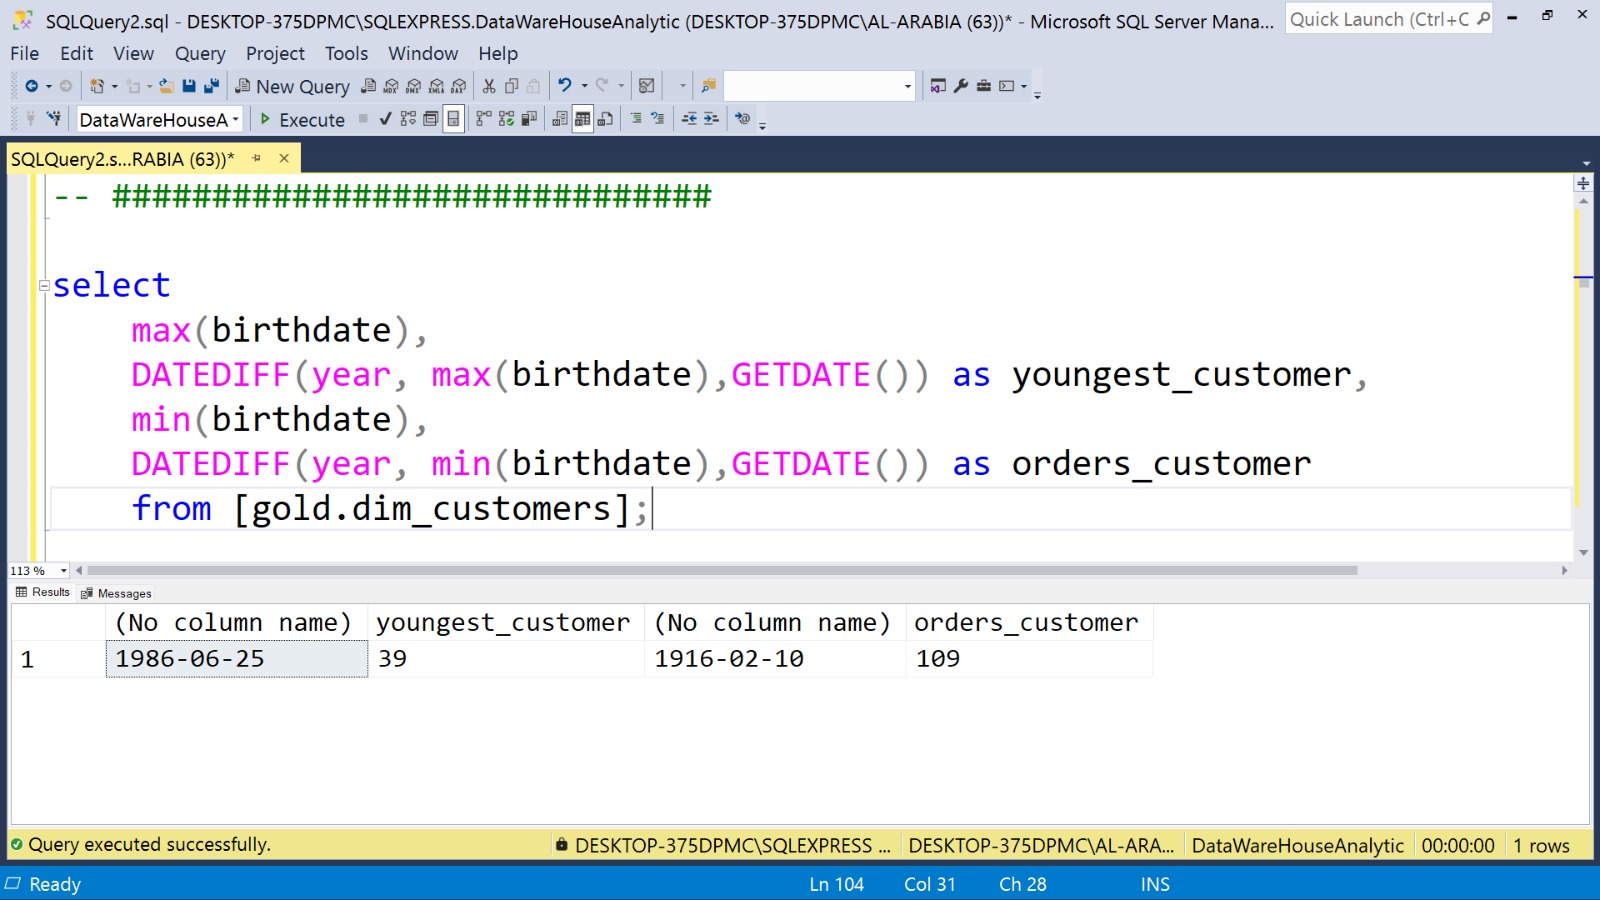 SQLQuery2.sql - DESKTOP-375DPMC\SQLEXPRESS.DataWareHouseAnalytic (DESKTOP-375DPMC\AL-ARABIA (63))* - Microsoft SQL Server Mana...
Quick Launch (Ctrl+C
File Edit View Query Project Tools Window Help
New Query
DataWareHouseA
Execute
SQLQuery2.s...RABIA (63))*
-- ##############################
select
max(birthdate),
DATEDIFF(year, max(birthdate),GETDATE()) as youngest_customer,
min(birthdate),
DATEDIFF(year, min(birthdate),GETDATE()) as orders_customer
from [gold.dim_customers];
113 %
Results Messages
(No column name) youngest_customer (No column name) orders_customer
1 1986-06-25 39 1916-02-10 109
Query executed successfully. DESKTOP-375DPMC\SQLEXPRESS ... DESKTOP-375DPMC\AL-ARA... DataWareHouseAnalytic 00:00:00 1 rows
Ready Ln 104 Col 31 Ch 28 INS